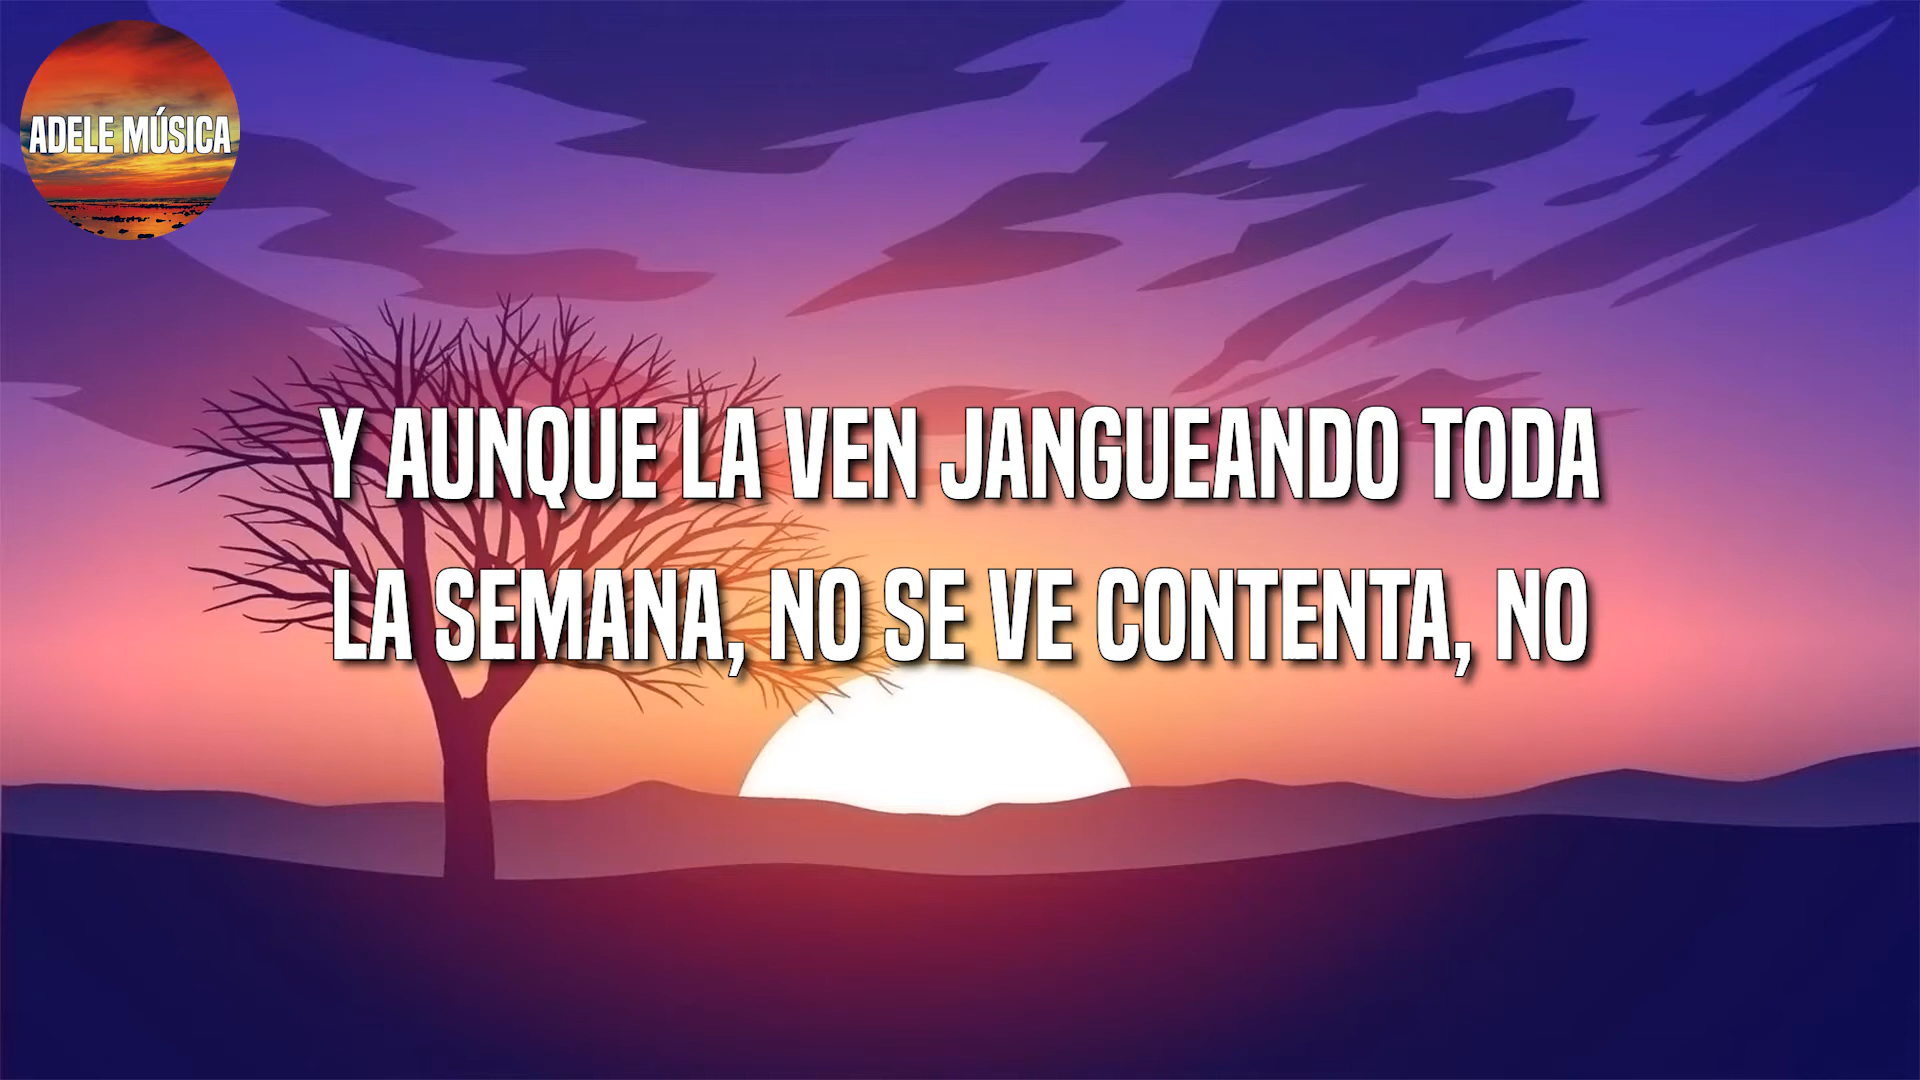 ADELE MÚSICA
Y AUNQUE LA VEN JANGUEANDO TODA
LA SEMANA, NO SE VE CONTENTA, NO